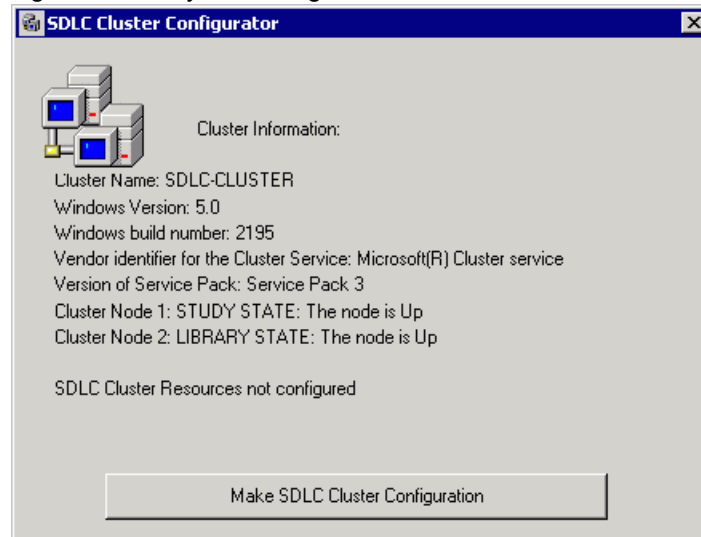 SDLC Cluster Configurator
Cluster Information:
Cluster Name: SDLC-CLUSTER
Windows Version: 5.0
Windows build number: 2195
Vendor identifier for the Cluster Service: Microsoft(R) Cluster service
Version of Service Pack: Service Pack 3
Cluster Node 1: STUDY STATE: The node is Up
Cluster Node 2: LIBRARY STATE: The node is Up
SDLC Cluster Resources not configured
Make SDLC Cluster Configuration